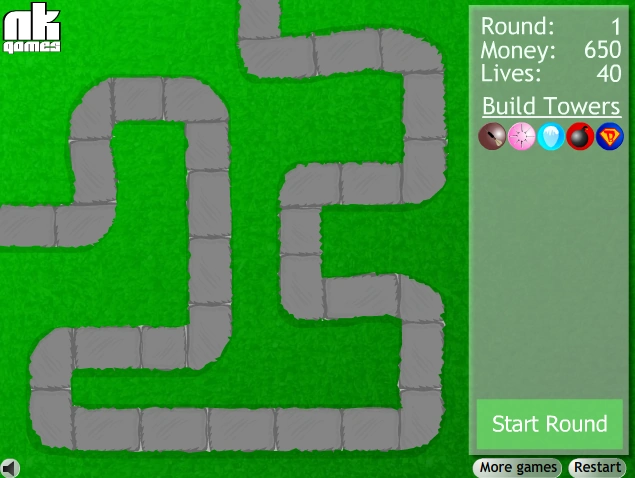 nk
games
Round: 1
Money: 650
Lives: 40
Build Towers
D
Start Round
More games
Restart